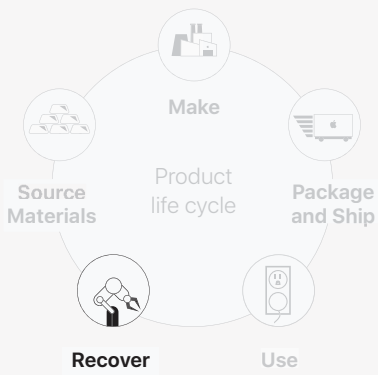 Make
Product
life cycle
Source
Materials
Package
and Ship
Recover
Use